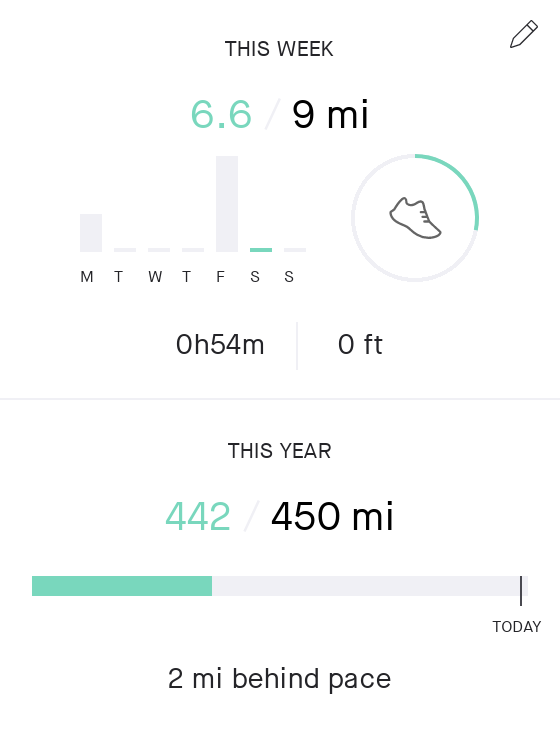 THIS WEEK
6.6 / 9 mi
M T W T F S S
0h54m | 0 ft
THIS YEAR
442 / 450 mi
TODAY
2 mi behind pace